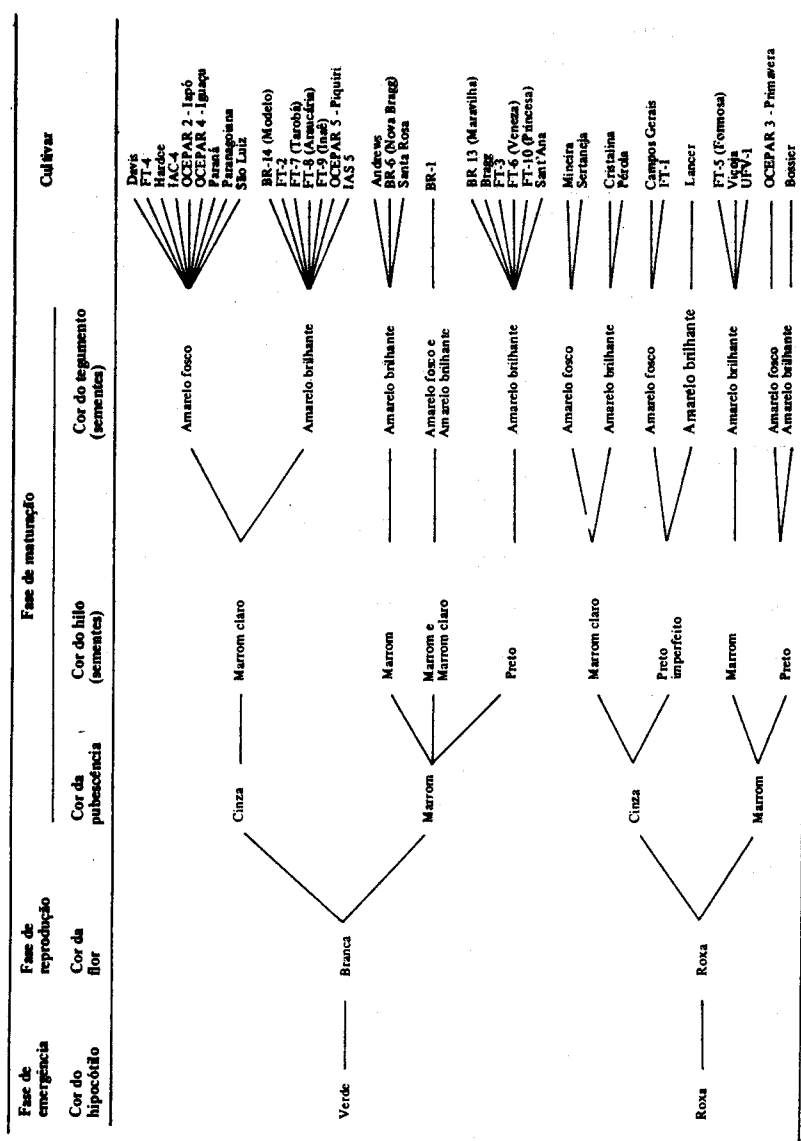 Fase de
emergência
Fase de
reprodução
Fase de maturação
Cor do
hipocótilo
Cor da
flor
Cor da
pubescência
Cor do hilo
(sementes)
Cor do tegumento
(sementes)
Cultivar
Verde
Branca
Cinza
Marrom claro
Amarelo fosco
Davis
FT-4
Hardee
IAC-4
OCEPAR 2 - Iapó
OCEPAR 4 - Iguaçu
Paraná
Paranagoiana
São Luiz
Amarelo brilhante
BR-14 (Modelo)
FT-2
FT-7 (Tarobá)
FT-8 (Araucária)
FT-9 (Inaê)
OCEPAR 5 - Piquiri
IAS 5
Marrom
Marrom
Amarelo brilhante
Andrews
BR-6 (Nova Bragg)
Santa Rosa
Marrom e
Marrom claro
Amarelo fosco e
Amarelo brilhante
BR-1
Preto
Amarelo brilhante
BR 13 (Maravilha)
Bragg
FT-3
FT-6 (Veneza)
FT-10 (Princesa)
Sant'Ana
Roxa
Roxa
Cinza
Marrom claro
Amarelo fosco
Mineira
Sertaneja
Amarelo brilhante
Cristalina
Pérola
Preto
imperfeito
Amarelo fosco
Campos Gerais
FT-1
Amarelo brilhante
Lancer
Marrom
Marrom
Amarelo brilhante
FT-5 (Formosa)
Viçoja
UFV-1
Preto
Amarelo fosco
OCEPAR 3 - Primavera
Amarelo brilhante
Bossier